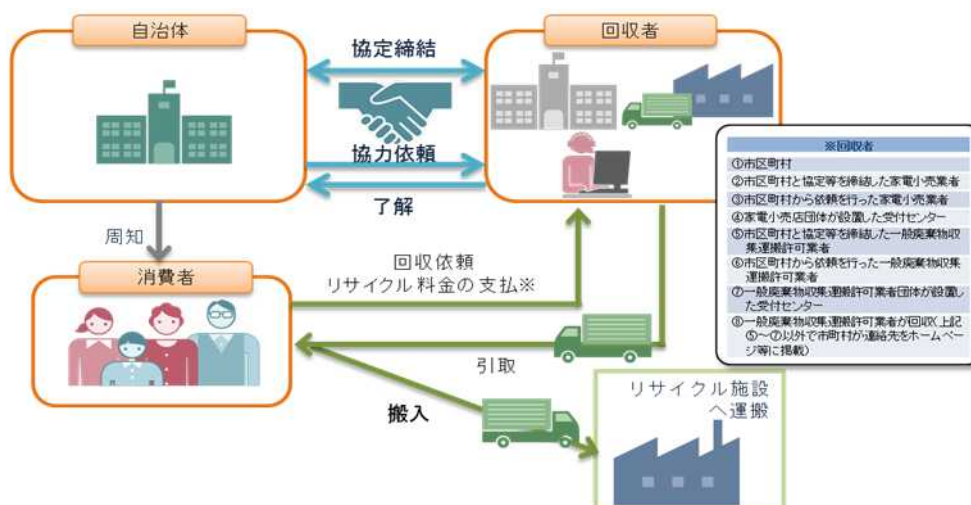 自治体
回収者
協定締結
協力依頼
了解
周知
※回収者
①市区町村
②市区町村と協定等を締結した家電小売業者
③市区町村から依頼を行った家電小売業者
④家電小売店団体が設置した受付センター
⑤市区町村と協定等を締結した一般廃棄物収
集運搬許可業者
⑥市区町村から依頼を行った一般廃棄物収集
運搬許可業者
⑦一般廃棄物収集運搬許可業者団体が設置し
た受付センター
⑧一般廃棄物収集運搬許可業者が回収(上記
⑤～⑦以外で市町村が連絡先をホームペー
ジ等に掲載)
消費者
回収依頼
リサイクル料金の支払※
引取
搬入
リサイクル施設
へ運搬